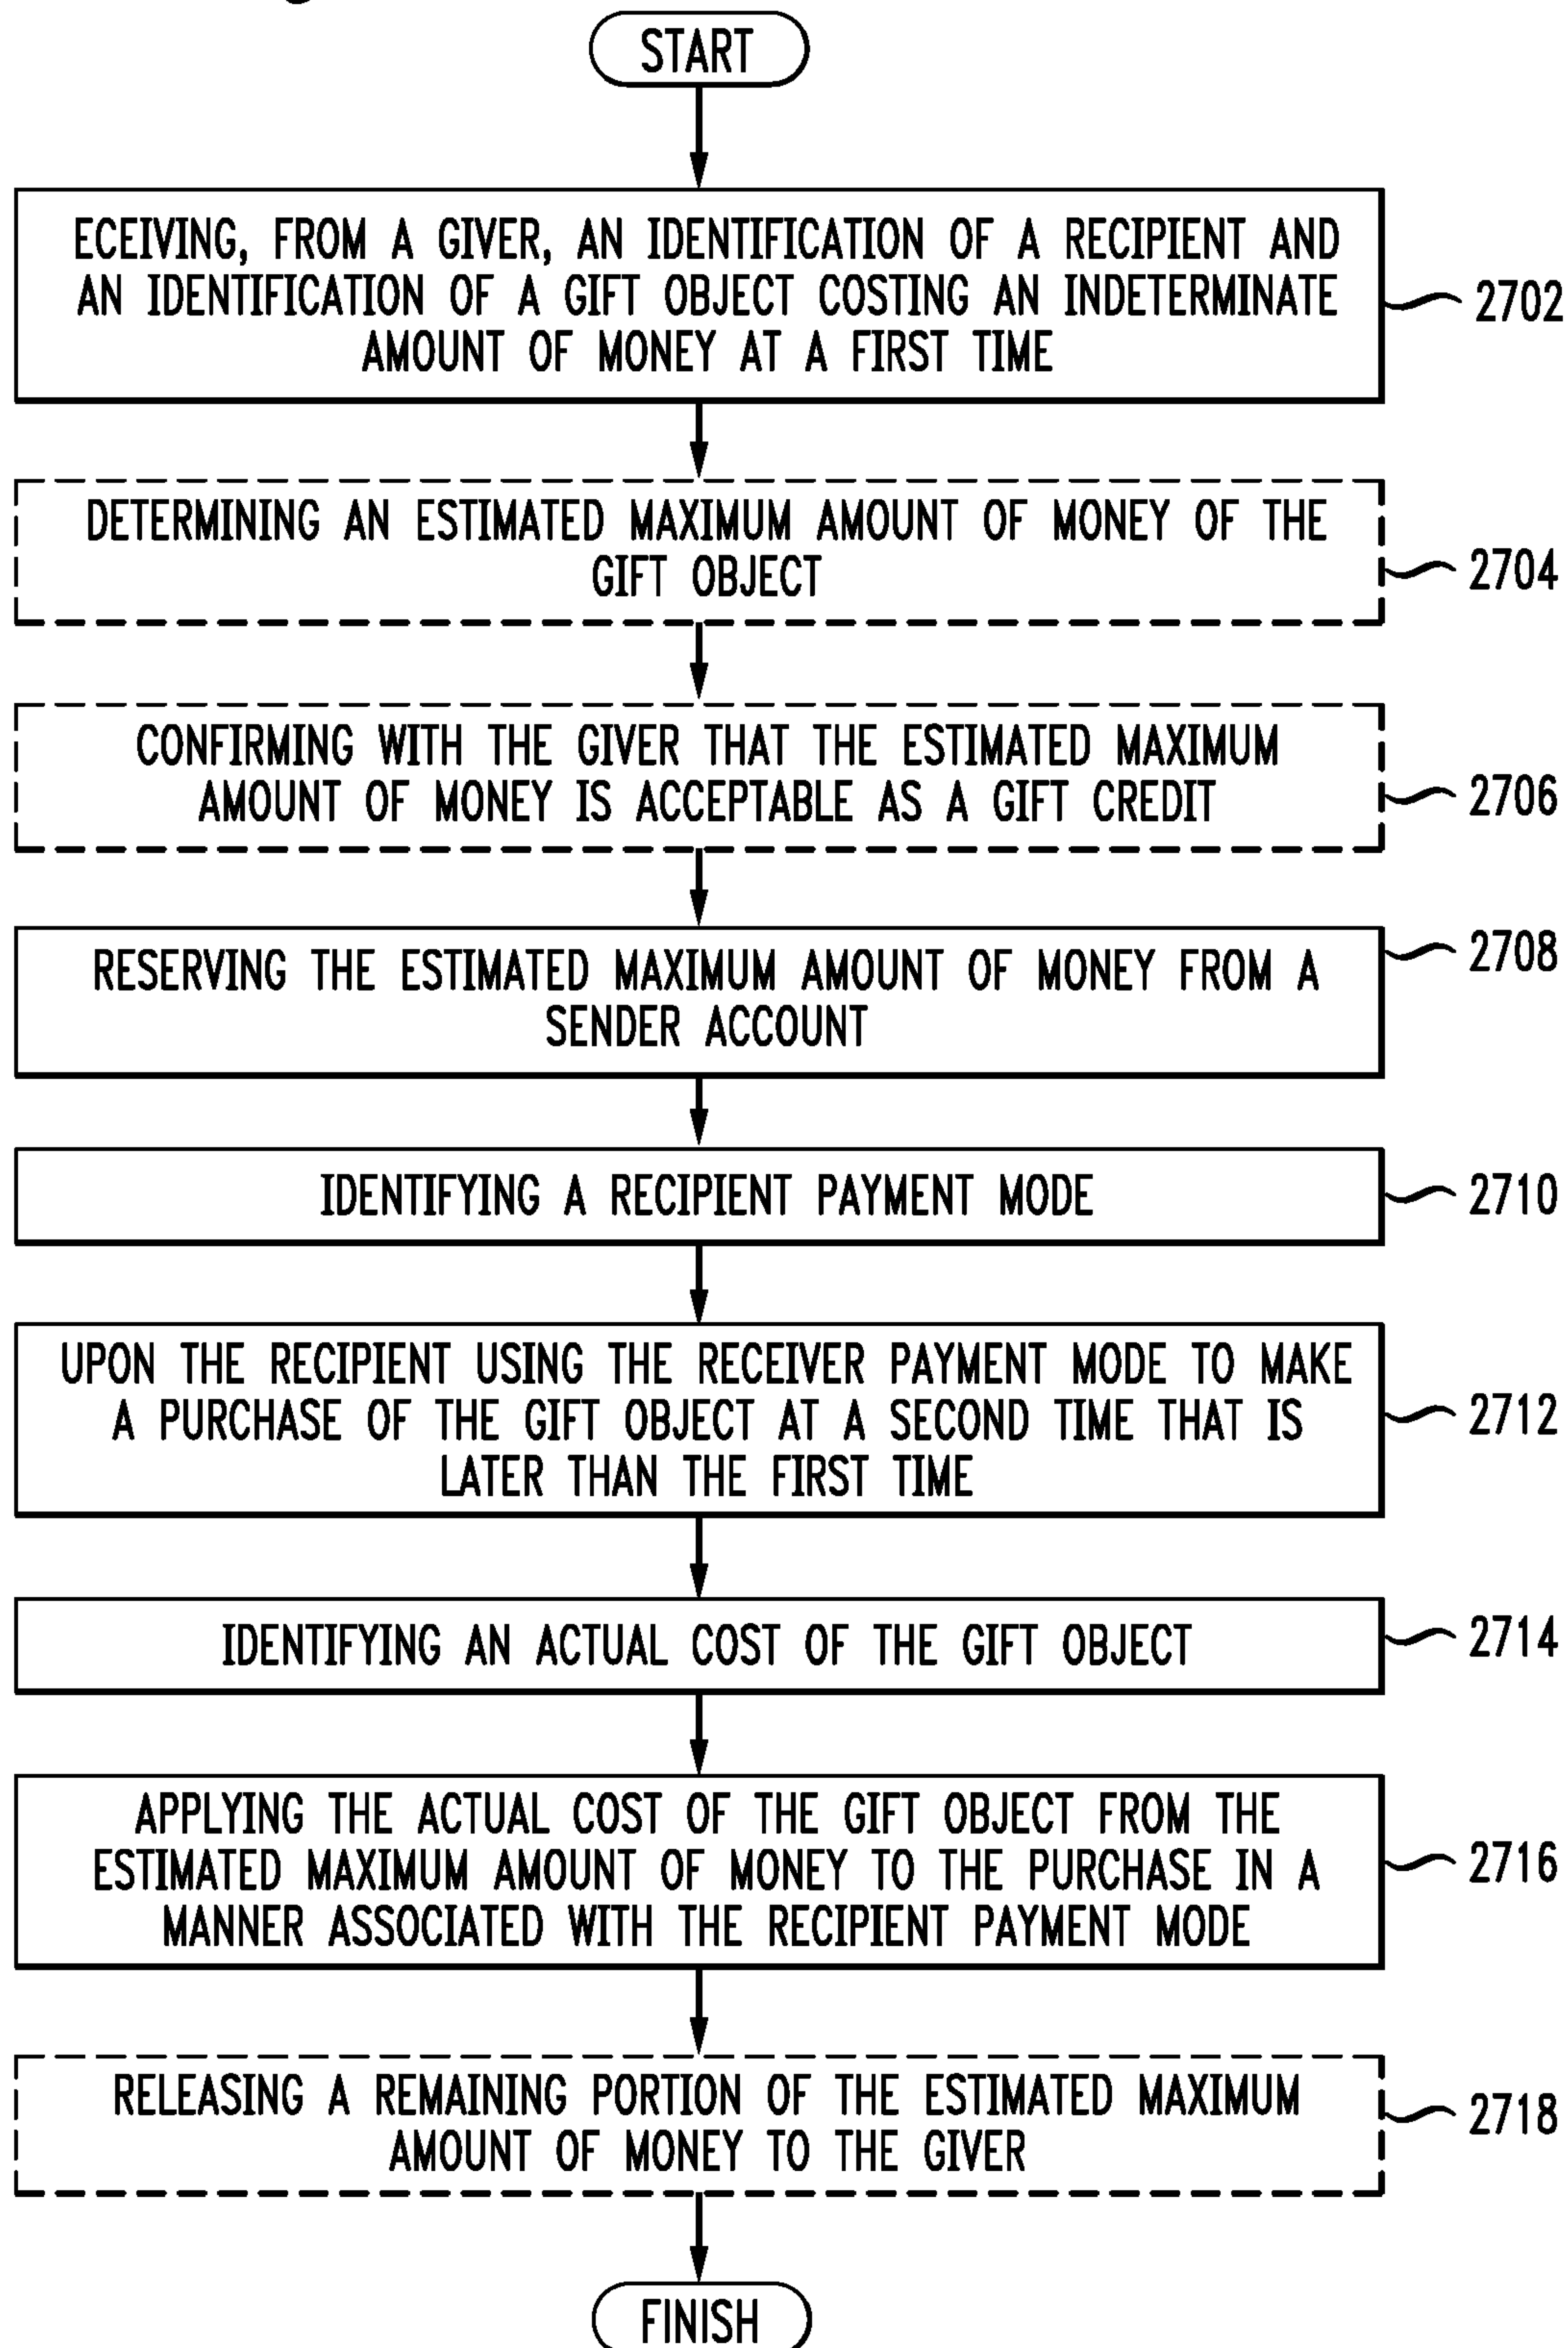 START
ECEIVING, FROM A GIVER, AN IDENTIFICATION OF A RECIPIENT AND
AN IDENTIFICATION OF A GIFT OBJECT COSTING AN INDETERMINATE
AMOUNT OF MONEY AT A FIRST TIME
2702
DETERMINING AN ESTIMATED MAXIMUM AMOUNT OF MONEY OF THE
GIFT OBJECT
2704
CONFIRMING WITH THE GIVER THAT THE ESTIMATED MAXIMUM
AMOUNT OF MONEY IS ACCEPTABLE AS A GIFT CREDIT
2706
RESERVING THE ESTIMATED MAXIMUM AMOUNT OF MONEY FROM A
SENDER ACCOUNT
2708
IDENTIFYING A RECIPIENT PAYMENT MODE
2710
UPON THE RECIPIENT USING THE RECEIVER PAYMENT MODE TO MAKE
A PURCHASE OF THE GIFT OBJECT AT A SECOND TIME THAT IS
LATER THAN THE FIRST TIME
2712
IDENTIFYING AN ACTUAL COST OF THE GIFT OBJECT
2714
APPLYING THE ACTUAL COST OF THE GIFT OBJECT FROM THE
ESTIMATED MAXIMUM AMOUNT OF MONEY TO THE PURCHASE IN A
MANNER ASSOCIATED WITH THE RECIPIENT PAYMENT MODE
2716
RELEASING A REMAINING PORTION OF THE ESTIMATED MAXIMUM
AMOUNT OF MONEY TO THE GIVER
2718
FINISH